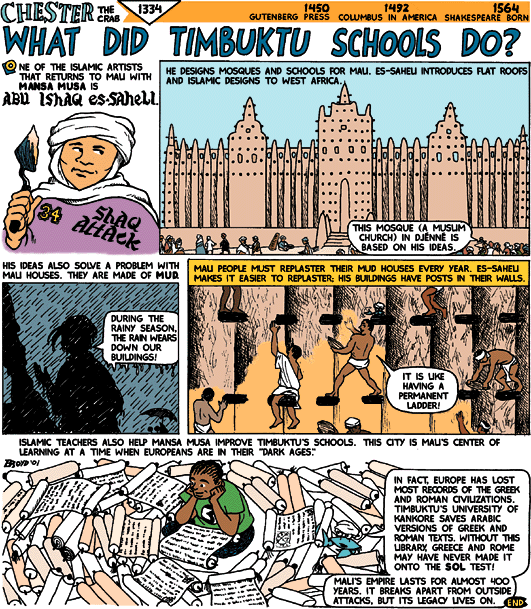 CHESTER THE CRAB
1334
1450
GUTENBERG PRESS
1492
COLUMBUS IN AMERICA
1564
SHAKESPEARE BORN
WHAT DID TIMBUKTU SCHOOLS DO?
ONE OF THE ISLAMIC ARTISTS
THAT RETURNS TO MALI WITH
MANSA MUSA IS
ABU ISHAQ ES-SAHELI.
34
SHAQ
ATTACK
HE DESIGNS MOSQUES AND SCHOOLS FOR MALI. ES-SAHELI INTRODUCES FLAT ROOFS
AND ISLAMIC DESIGNS TO WEST AFRICA.
THIS MOSQUE (A MUSLIM
CHURCH) IN DJÉNNÉ IS
BASED ON HIS IDEAS.
HIS IDEAS ALSO SOLVE A PROBLEM WITH
MALI HOUSES. THEY ARE MADE OF MUD.
DURING THE
RAINY SEASON,
THE RAIN WEARS
DOWN OUR
BUILDINGS!
MALI PEOPLE MUST REPLASTER THEIR MUD HOUSES EVERY YEAR. ES-SAHELI
MAKES IT EASIER TO REPLASTER; HIS BUILDINGS HAVE POSTS IN THEIR WALLS.
IT IS LIKE
HAVING A
PERMANENT
LADDER!
ISLAMIC TEACHERS ALSO HELP MANSA MUSA IMPROVE TIMBUKTU'S SCHOOLS. THIS CITY IS MALI'S CENTER OF
LEARNING AT A TIME WHEN EUROPEANS ARE IN THEIR "DARK AGES."
IN FACT, EUROPE HAS LOST
MOST RECORDS OF THE GREEK
AND ROMAN CIVILIZATIONS.
TIMBUKTU'S UNIVERSITY OF
KANKORE SAVES ARABIC
VERSIONS OF GREEK AND
ROMAN TEXTS. WITHOUT THIS
LIBRARY, GREECE AND ROME
MAY HAVE NEVER MADE IT
ONTO THE SOL TEST!
MALI'S EMPIRE LASTS FOR ALMOST 400
YEARS. IT BREAKS APART FROM OUTSIDE
ATTACKS, BUT ITS LEGACY LIVES ON.
END